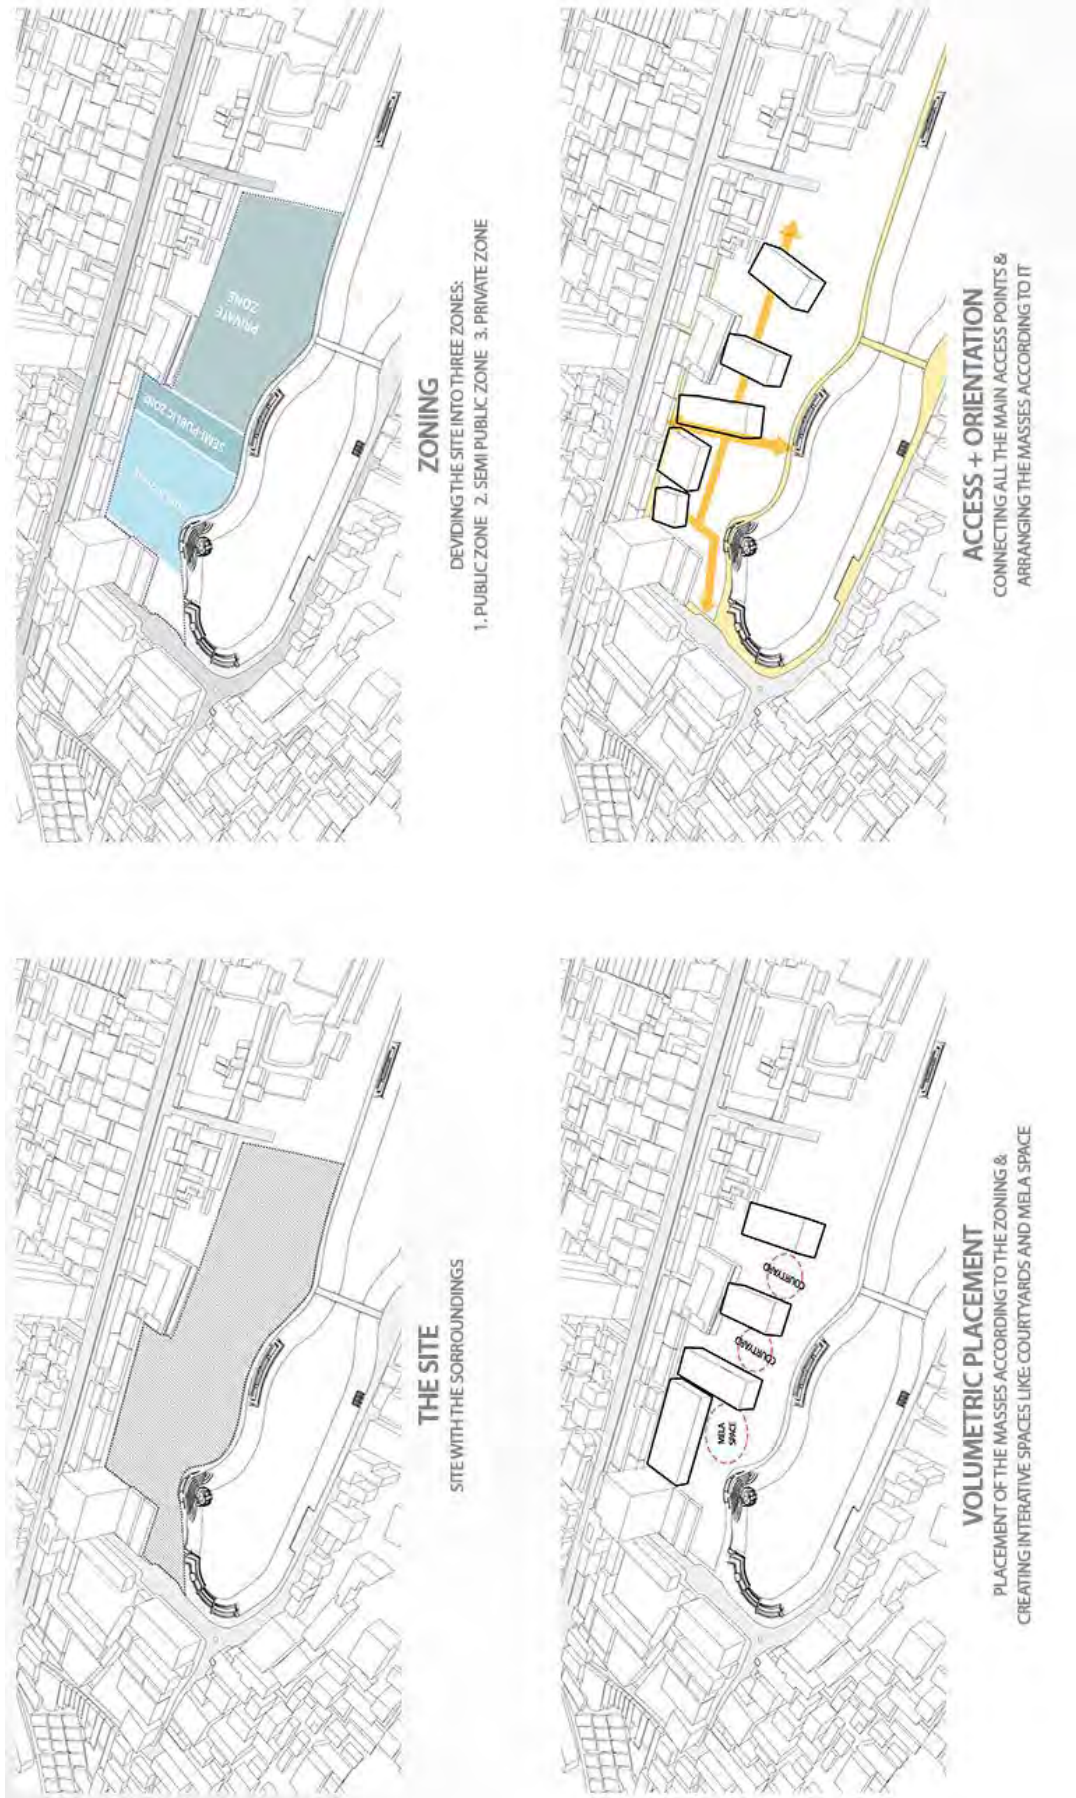 THE SITE
SITE WITH THE SORROUNDINGS
PRIVATE
ZONE
SEMI-PUBLIC ZONE
ZONING
DEVIDING THE SITE INTO THREE ZONES:
1. PUBLIC ZONE 2. SEMI PUBLIC ZONE 3. PRIVATE ZONE
MELA
SPACE
COURTYARD
COURTYARD
VOLUMETRIC PLACEMENT
PLACEMENT OF THE MASSES ACCORDING TO THE ZONING &
CREATING INTERATIVE SPACES LIKE COURTYARDS AND MELA SPACE
ACCESS + ORIENTATION
CONNECTING ALL THE MAIN ACCESS POINTS &
ARRANGING THE MASSES ACCORDING TO IT